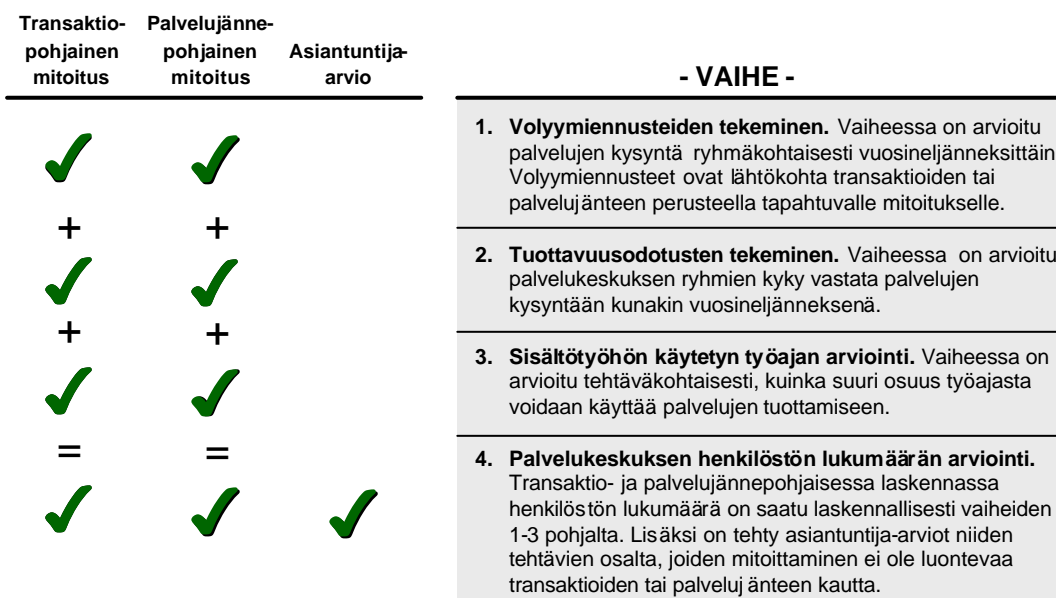 Transaktio-
pohjainen
mitoitus
Palvelujänne-
pohjainen
mitoitus
Asiantuntija-
arvio
- VAIHE -
+ +
+ +
= =
1. Volyymiennusteiden tekeminen. Vaiheessa on arvioitu
palvelujen kysyntä ryhmäkohtaisesti vuosineljänneksittäin
Volyymiennusteet ovat lähtökohta transaktioiden tai
palvelujänteen perusteella tapahtuvalle mitoitukselle.
2. Tuottavuusodotusten tekeminen. Vaiheessa on arvioitu
palvelukeskuksen ryhmien kyky vastata palvelujen
kysyntään kunakin vuosineljänneksenä.
3. Sisältötyöhön käytetyn työajan arviointi. Vaiheessa on
arvioitu tehtäväkohtaisesti, kuinka suuri osuus työajasta
voidaan käyttää palvelujen tuottamiseen.
4. Palvelukeskuksen henkilöstön lukumäärän arviointi.
Transaktio- ja palvelujännepohjaisessa laskennassa
henkilöstön lukumäärä on saatu laskennallisesti vaiheiden
1-3 pohjalta. Lisäksi on tehty asiantuntija-arviot niiden
tehtävien osalta, joiden mitoittaminen ei ole luontevaa
transaktioiden tai palvelujänteen kautta.